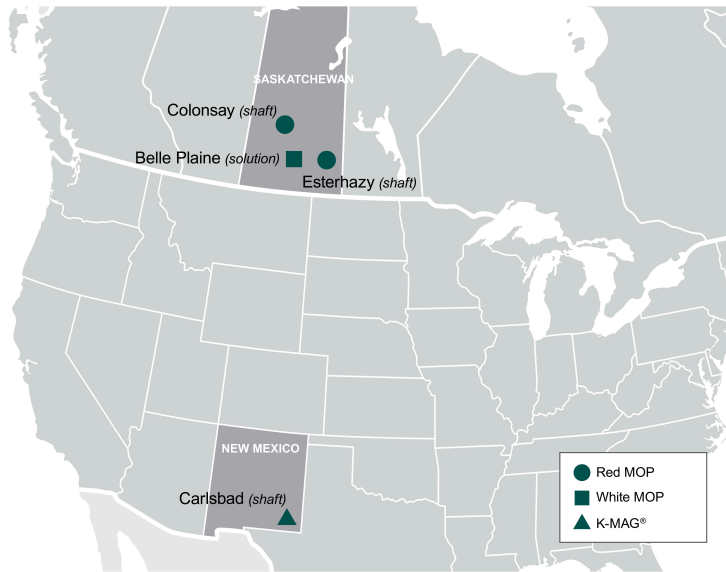 SASKATCHEWAN
Colonsay (shaft)
Belle Plaine (solution)
Esterhazy (shaft)
NEW MEXICO
Carlsbad (shaft)
Red MOP
White MOP
K-MAG®